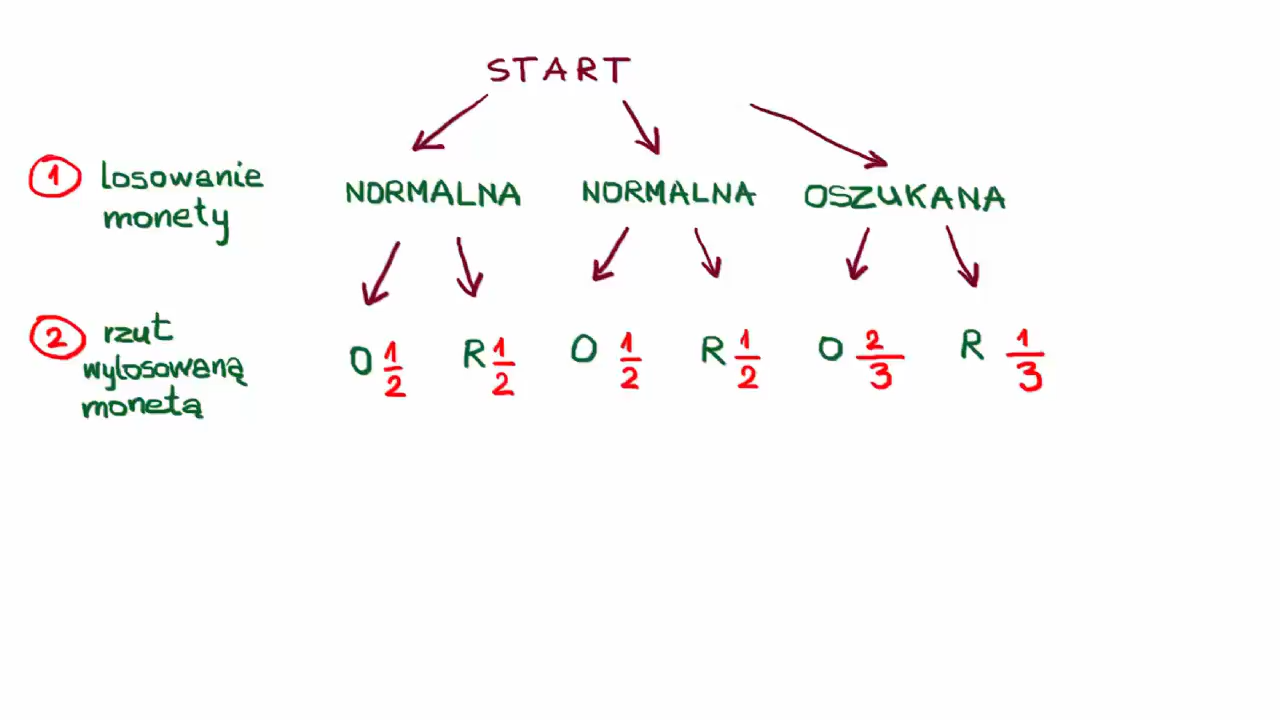 START
1 losowanie
monety
NORMALNA NORMALNA OSZUKANA
2 rzut
wylosowaną
monetą
O 1/2 R 1/2 O 1/2 R 1/2 O 2/3 R 1/3